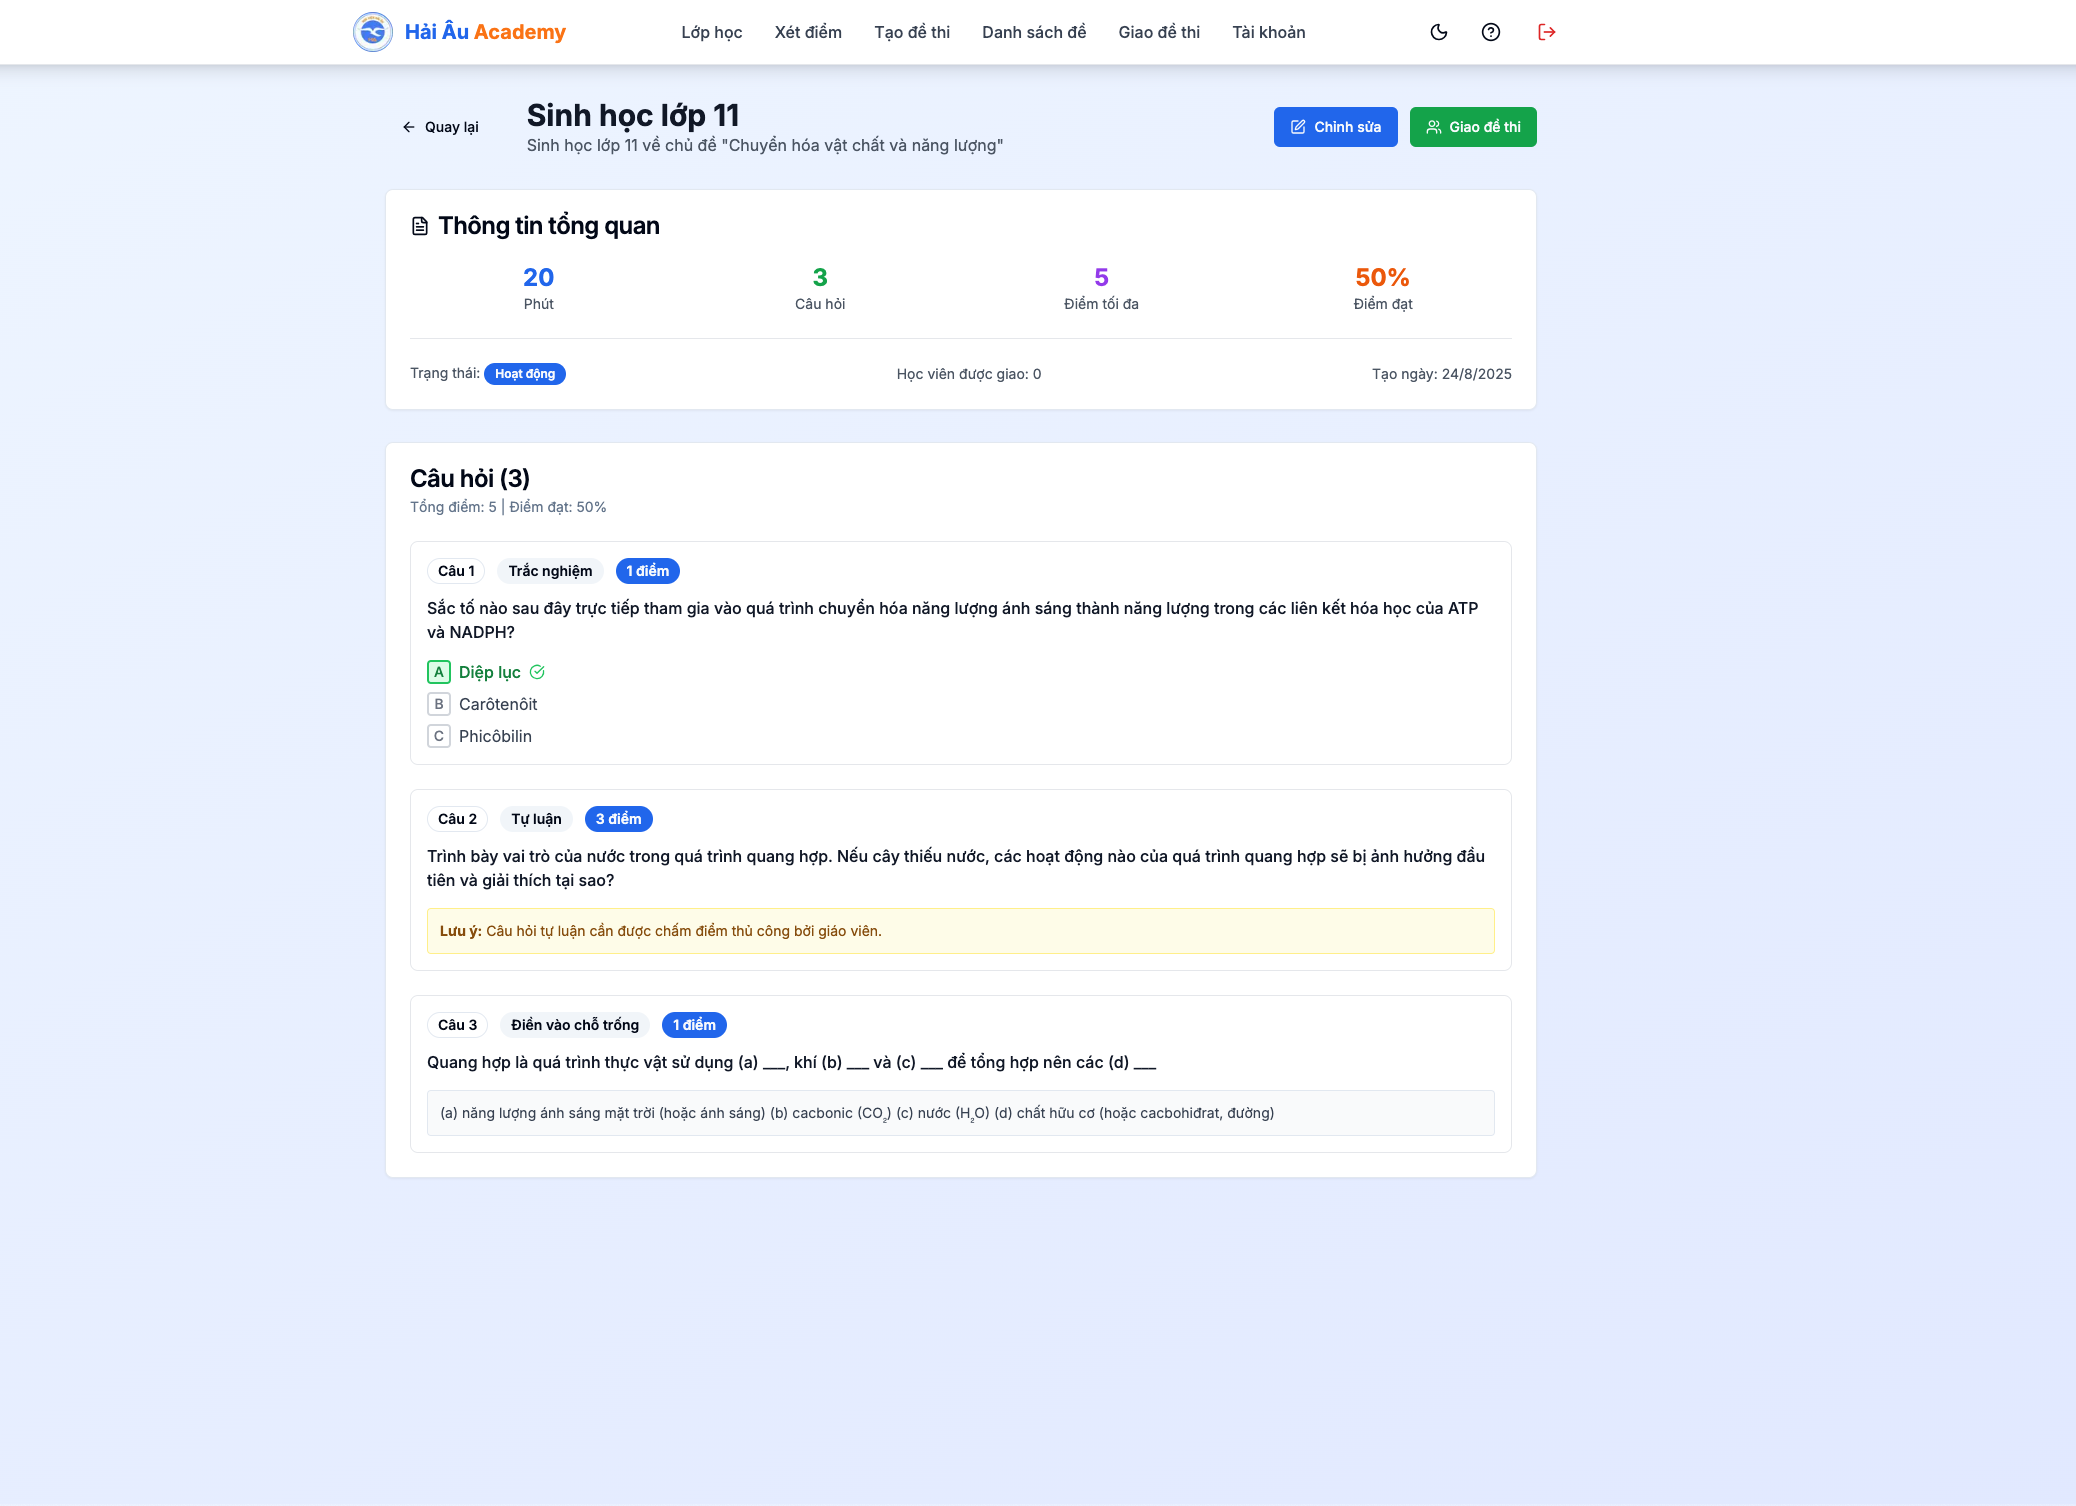 Hải Âu Academy
Lớp học
Xét điểm
Tạo đề thi
Danh sách đề
Giao đề thi
Tài khoản
Quay lại
Sinh học lớp 11
Sinh học lớp 11 về chủ đề "Chuyển hóa vật chất và năng lượng"
Chỉnh sửa
Giao đề thi
Thông tin tổng quan
20
Phút
3
Câu hỏi
5
Điểm tối đa
50%
Điểm đạt
Trạng thái: Hoạt động
Học viên được giao: 0
Tạo ngày: 24/8/2025
Câu hỏi (3)
Tổng điểm: 5 | Điểm đạt: 50%
Câu 1 Trắc nghiệm 1 điểm
Sắc tố nào sau đây trực tiếp tham gia vào quá trình chuyển hóa năng lượng ánh sáng thành năng lượng trong các liên kết hóa học của ATP
và NADPH?
A Diệp lục
B Carôtenôit
C Phicôbilin
Câu 2 Tự luận 3 điểm
Trình bày vai trò của nước trong quá trình quang hợp. Nếu cây thiếu nước, các hoạt động nào của quá trình quang hợp sẽ bị ảnh hưởng đầu
tiên và giải thích tại sao?
Lưu ý: Câu hỏi tự luận cần được chấm điểm thủ công bởi giáo viên.
Câu 3 Điền vào chỗ trống 1 điểm
Quang hợp là quá trình thực vật sử dụng (a) ___, khí (b) ___ và (c) ___ để tổng hợp nên các (d) ___
(a) năng lượng ánh sáng mặt trời (hoặc ánh sáng) (b) cacbonic (CO₂) (c) nước (H₂O) (d) chất hữu cơ (hoặc cacbohiđrat, đường)